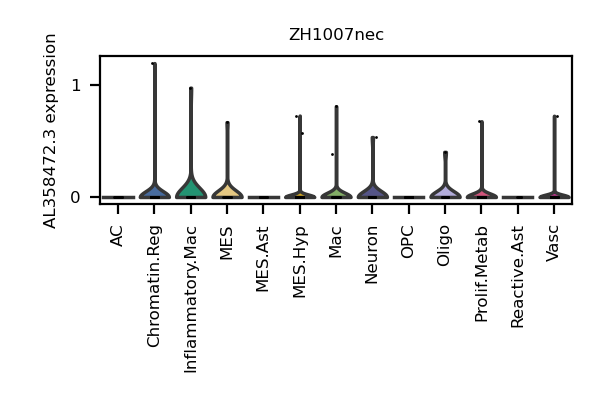 ZH1007nec
AL358472.3 expression
1
0
AC
Chromatin.Reg
Inflammatory.Mac
MES
MES.Ast
MES.Hyp
Mac
Neuron
OPC
Oligo
Prolif.Metab
Reactive.Ast
Vasc